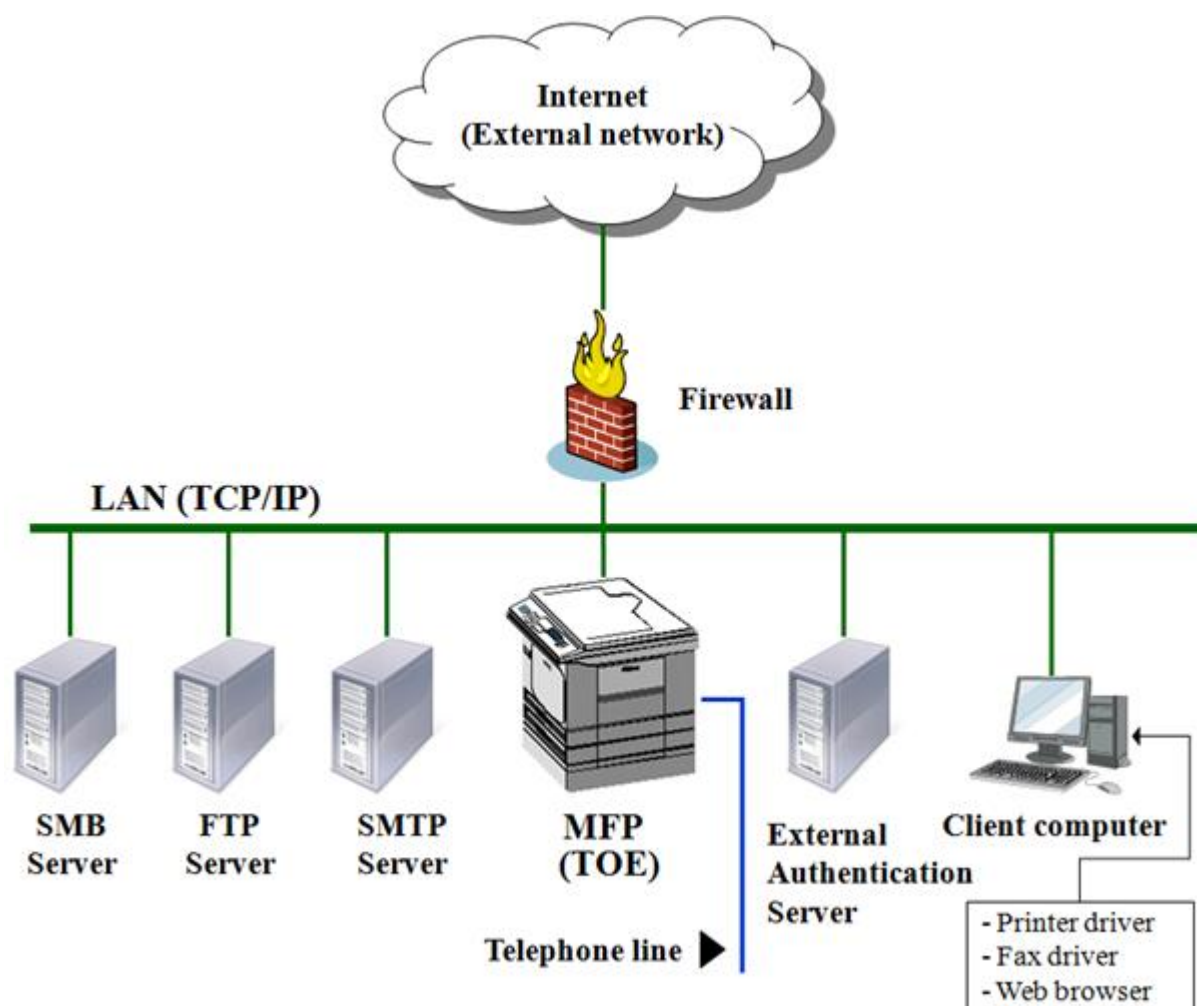 Internet
(External network)
Firewall
LAN (TCP/IP)
SMB
Server
FTP
Server
SMTP
Server
MFP
(TOE)
External
Authentication
Server
Client computer
Telephone line
- Printer driver
- Fax driver
- Web browser